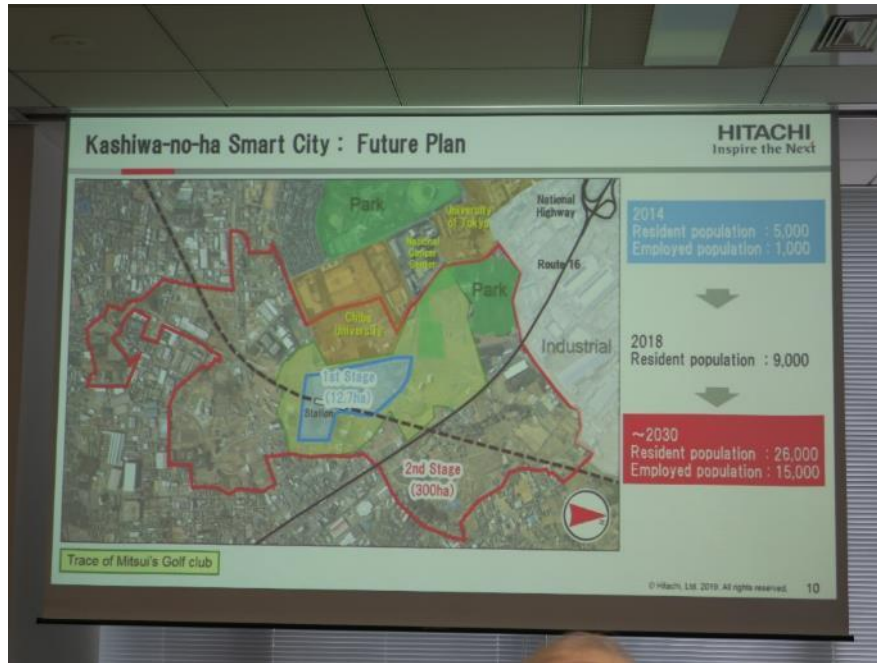 Kashiwa-no-ha Smart City : Future Plan
HITACHI
Inspire the Next
Park
University
of Tokyo
National
Cancer
Center
National
Highway
Route 16
Park
Chiba
University
Industrial
1st Stage
(12.7ha)
Station
2nd Stage
(300ha)
Trace of Mitsui's Golf club
2014
Resident population : 5,000
Employed population : 1,000
2018
Resident population : 9,000
~2030
Resident population : 26,000
Employed population : 15,000
© Hitachi, Ltd. 2019. All rights reserved. 10